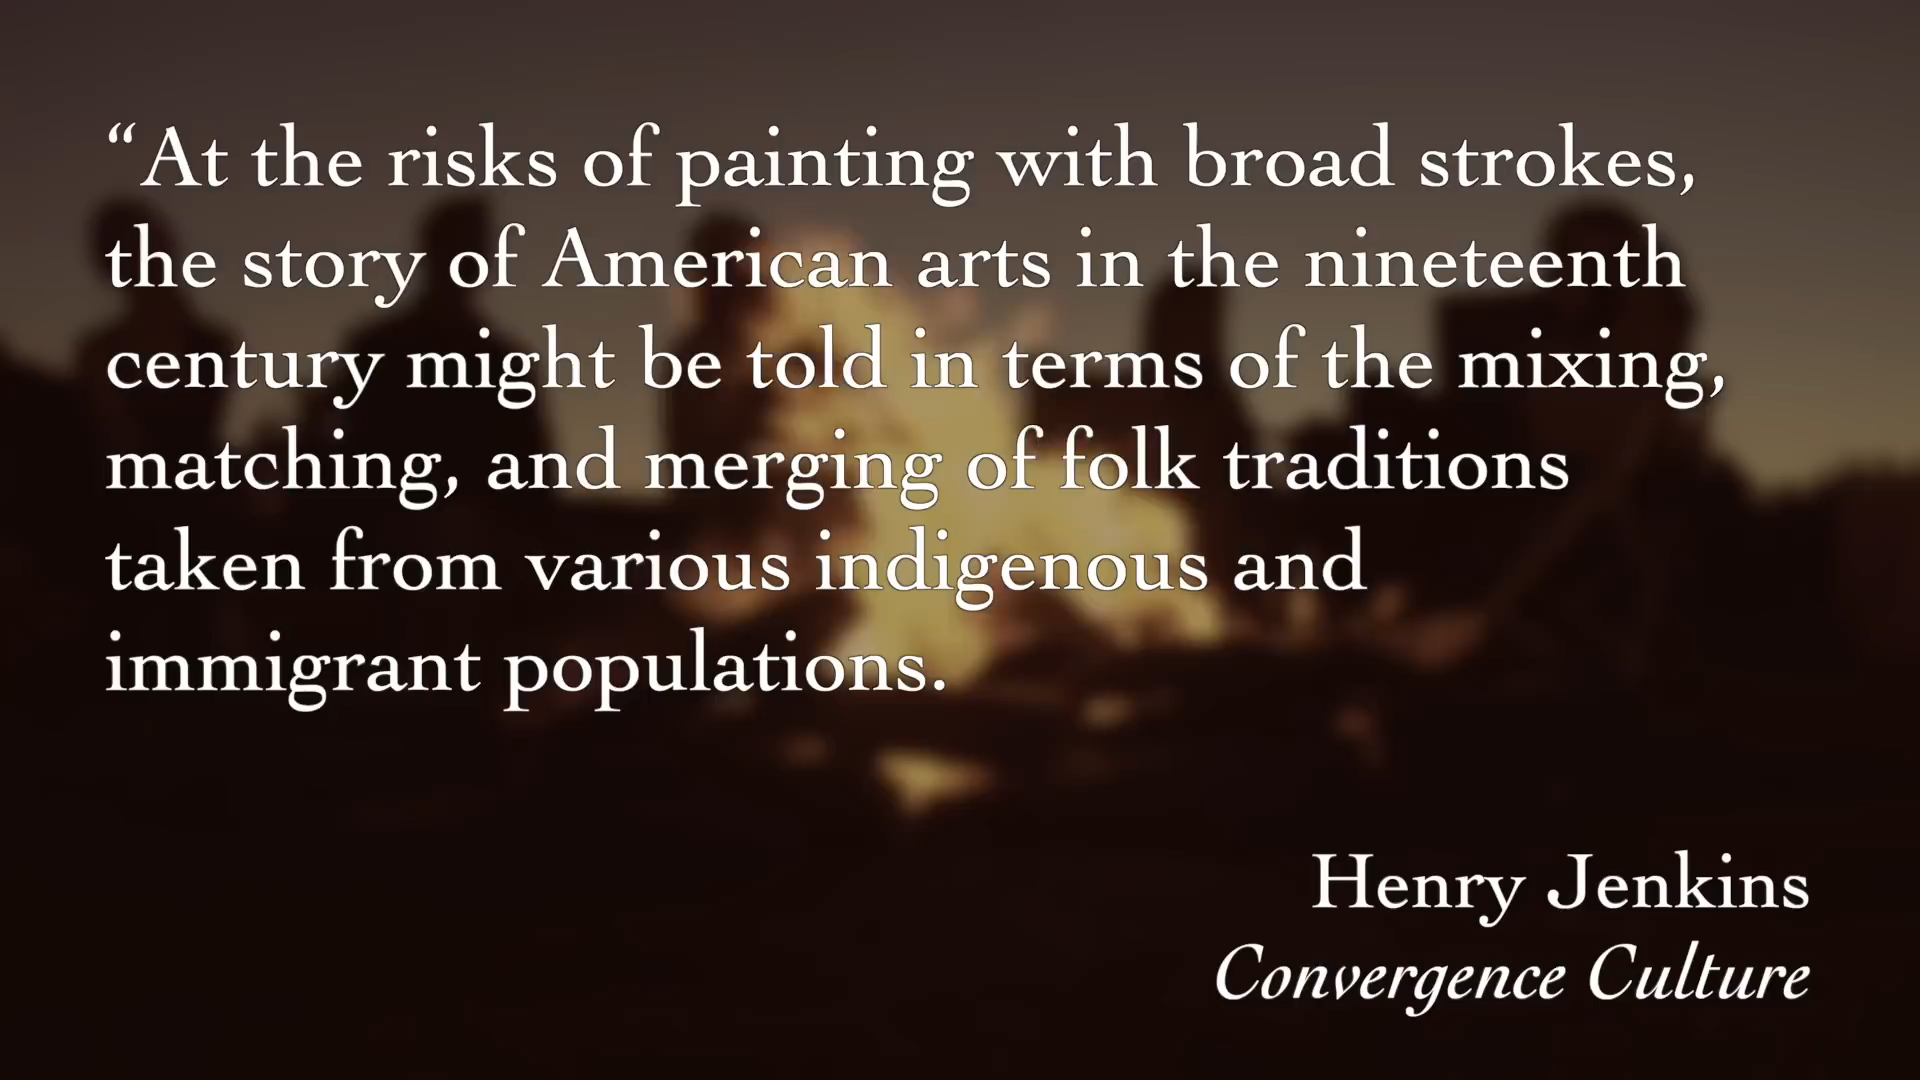 “At the risks of painting with broad strokes,
the story of American arts in the nineteenth
century might be told in terms of the mixing,
matching, and merging of folk traditions
taken from various indigenous and
immigrant populations.
Henry Jenkins
Convergence Culture